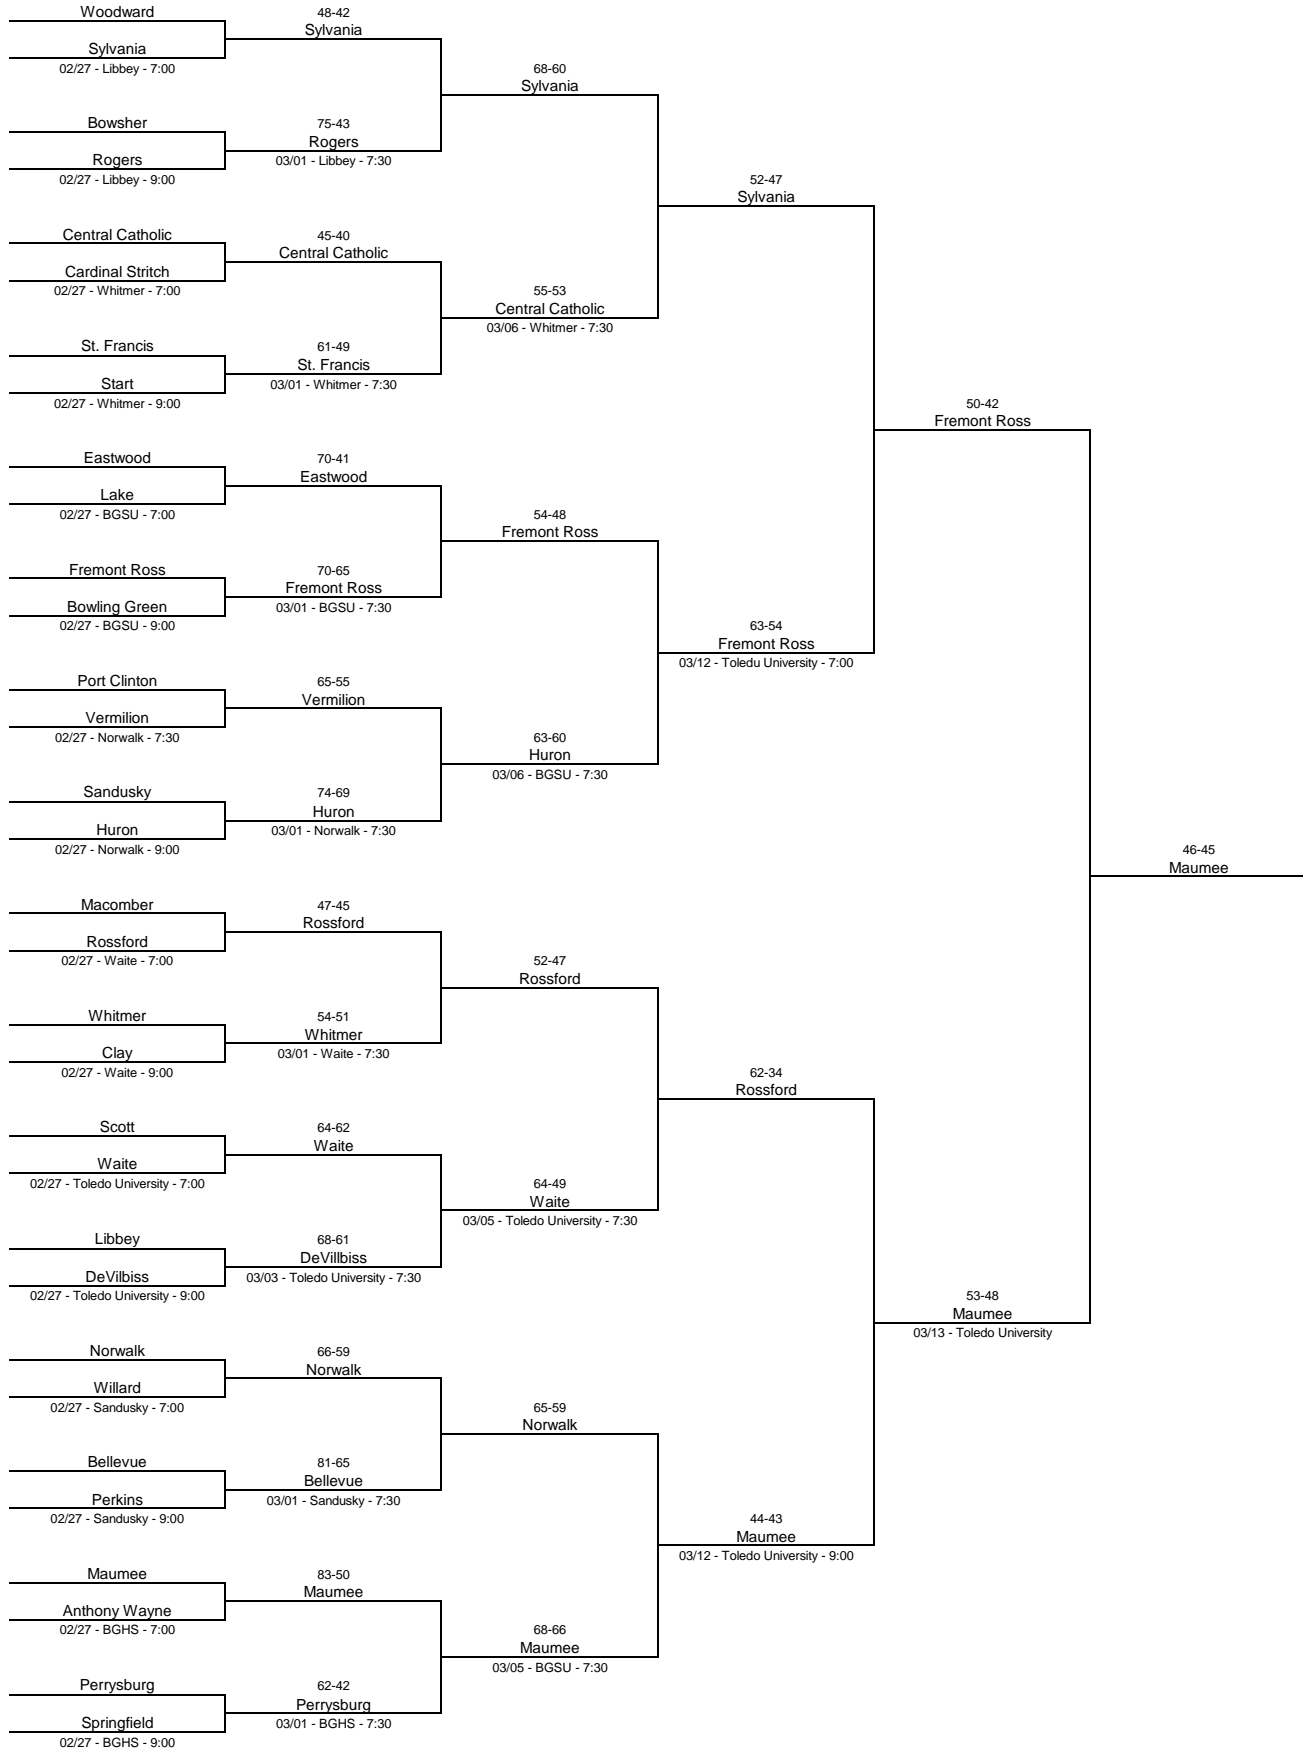 Woodward
Sylvania
02/27 - Libbey - 7:00
Bowsher
Rogers
02/27 - Libbey - 9:00
Central Catholic
Cardinal Stritch
02/27 - Whitmer - 7:00
St. Francis
Start
02/27 - Whitmer - 9:00
Eastwood
Lake
02/27 - BGSU - 7:00
Fremont Ross
Bowling Green
02/27 - BGSU - 9:00
Port Clinton
Vermilion
02/27 - Norwalk - 7:30
Sandusky
Huron
02/27 - Norwalk - 9:00
Macomber
Rossford
02/27 - Waite - 7:00
Whitmer
Clay
02/27 - Waite - 9:00
Scott
Waite
02/27 - Toledo University - 7:00
Libbey
DeVilbiss
02/27 - Toledo University - 9:00
Norwalk
Willard
02/27 - Sandusky - 7:00
Bellevue
Perkins
02/27 - Sandusky - 9:00
Maumee
Anthony Wayne
02/27 - BGHS - 7:00
Perrysburg
Springfield
02/27 - BGHS - 9:00
48-42
Sylvania
75-43
Rogers
03/01 - Libbey - 7:30
45-40
Central Catholic
61-49
St. Francis
03/01 - Whitmer - 7:30
70-41
Eastwood
70-65
Fremont Ross
03/01 - BGSU - 7:30
65-55
Vermilion
74-69
Huron
03/01 - Norwalk - 7:30
47-45
Rossford
54-51
Whitmer
03/01 - Waite - 7:30
64-62
Waite
68-61
DeVillbiss
03/03 - Toledo University - 7:30
66-59
Norwalk
81-65
Bellevue
03/01 - Sandusky - 7:30
83-50
Maumee
62-42
Perrysburg
03/01 - BGHS - 7:30
68-60
Sylvania
55-53
Central Catholic
03/06 - Whitmer - 7:30
54-48
Fremont Ross
63-60
Huron
03/06 - BGSU - 7:30
52-47
Rossford
64-49
Waite
03/05 - Toledo University - 7:30
65-59
Norwalk
68-66
Maumee
03/05 - BGSU - 7:30
52-47
Sylvania
63-54
Fremont Ross
03/12 - Toledu University - 7:00
62-34
Rossford
44-43
Maumee
03/12 - Toledo University - 9:00
50-42
Fremont Ross
53-48
Maumee
03/13 - Toledo University
46-45
Maumee